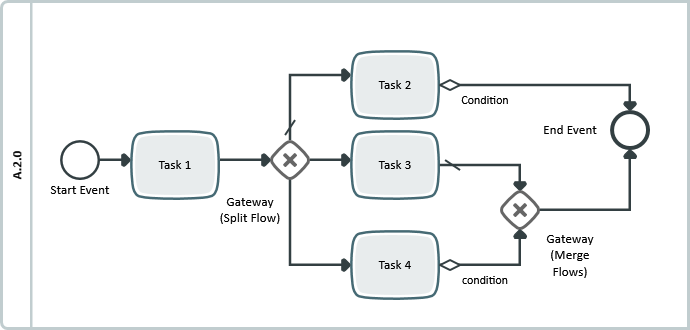 A.2.0
Start Event
Task 1
Gateway
(Split Flow)
Task 2
Condition
Task 3
Task 4
condition
End Event
Gateway
(Merge
Flows)